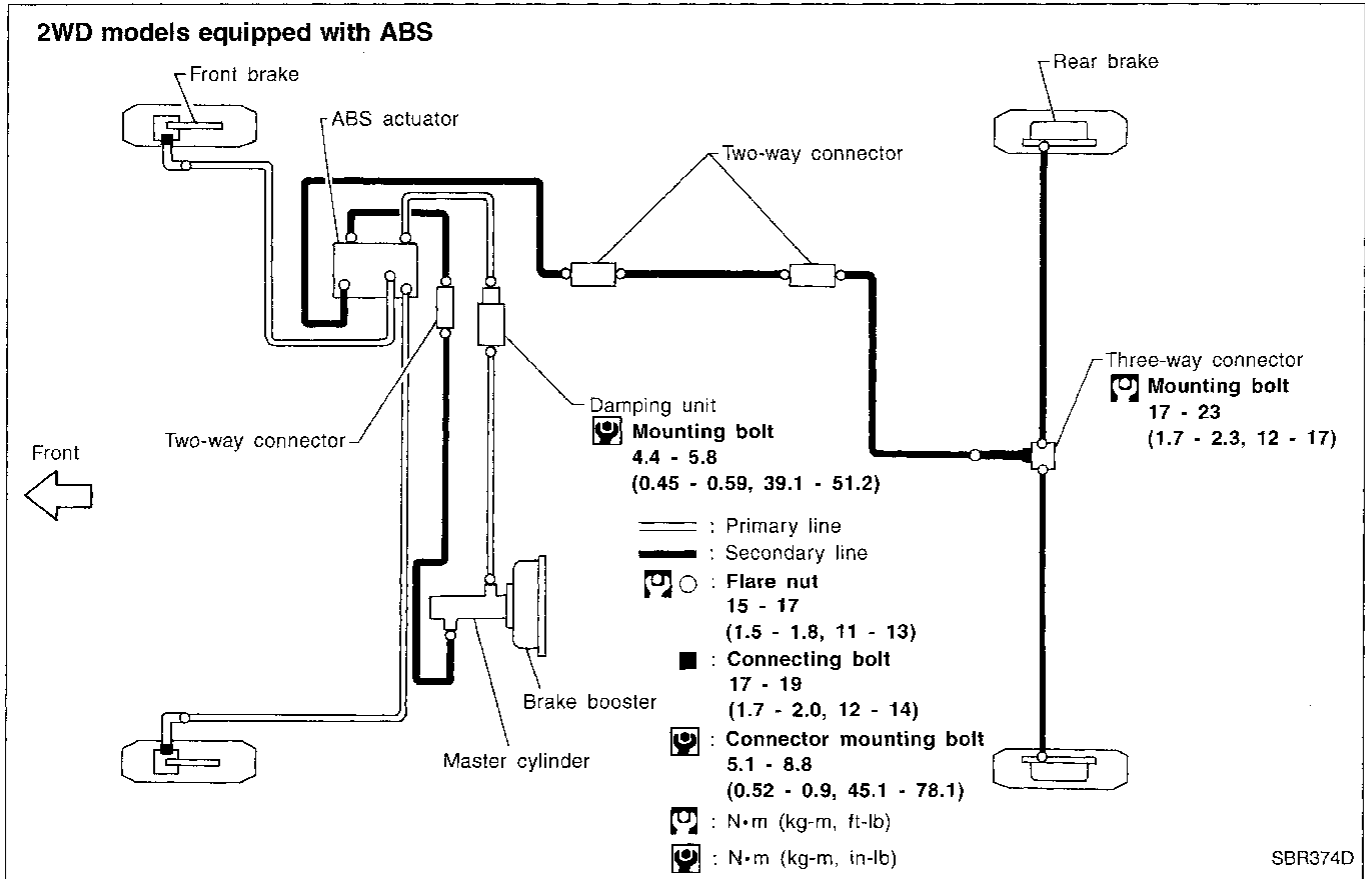 2WD models equipped with ABS
Front brake
Rear brake
ABS actuator
Two-way connector
Three-way connector
Mounting bolt
17 - 23
(1.7 - 2.3, 12 - 17)
Damping unit
Mounting bolt
4.4 - 5.8
(0.45 - 0.59, 39.1 - 51.2)
Two-way connector
Front
: Primary line
: Secondary line
: Flare nut
15 - 17
(1.5 - 1.8, 11 - 13)
: Connecting bolt
17 - 19
(1.7 - 2.0, 12 - 14)
Brake booster
Master cylinder
: Connector mounting bolt
5.1 - 8.8
(0.52 - 0.9, 45.1 - 78.1)
: N•m (kg-m, ft-lb)
: N•m (kg-m, in-lb)
SBR374D